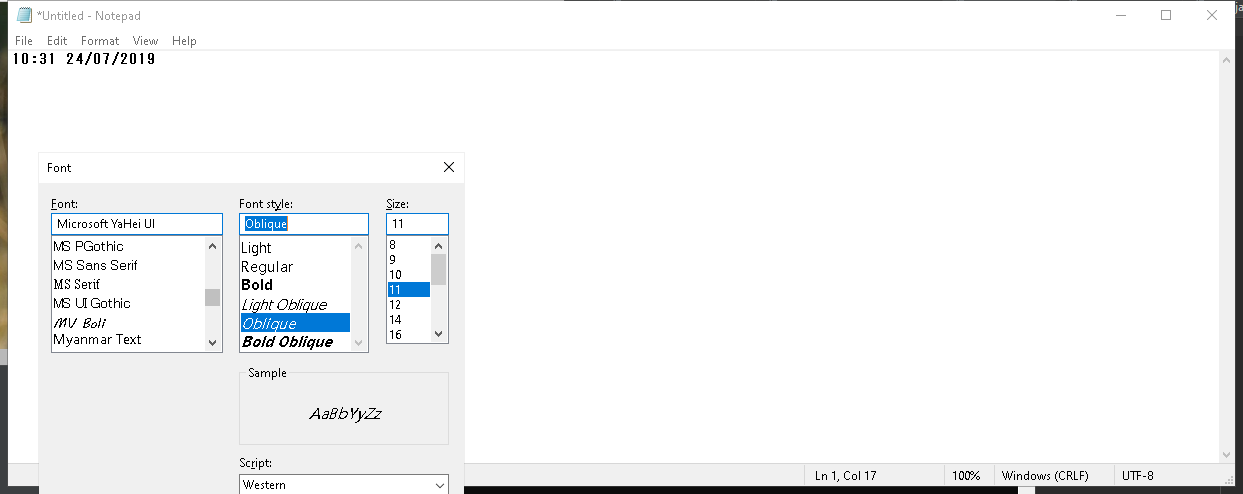 *Untitled - Notepad
File Edit Format View Help
10:31 24/07/2019
Font
Font: Font style: Size:
Microsoft YaHei UI Oblique 11
MS PGothic Light 8
MS Sans Serif Regular 9
MS Serif Bold 10
MS UI Gothic Light Oblique 11
MV Boli Oblique 12
Myanmar Text Bold Oblique 14
16
Sample
AaBbYyZz
Script:
Western
Ln 1, Col 17 100% Windows (CRLF) UTF-8